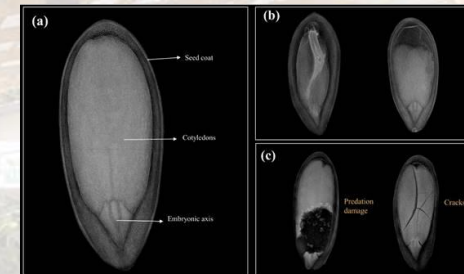 (a)
Seed coat
Cotyledons
Embryonic axis
(b)
(c)
Predation
damage
Cracks